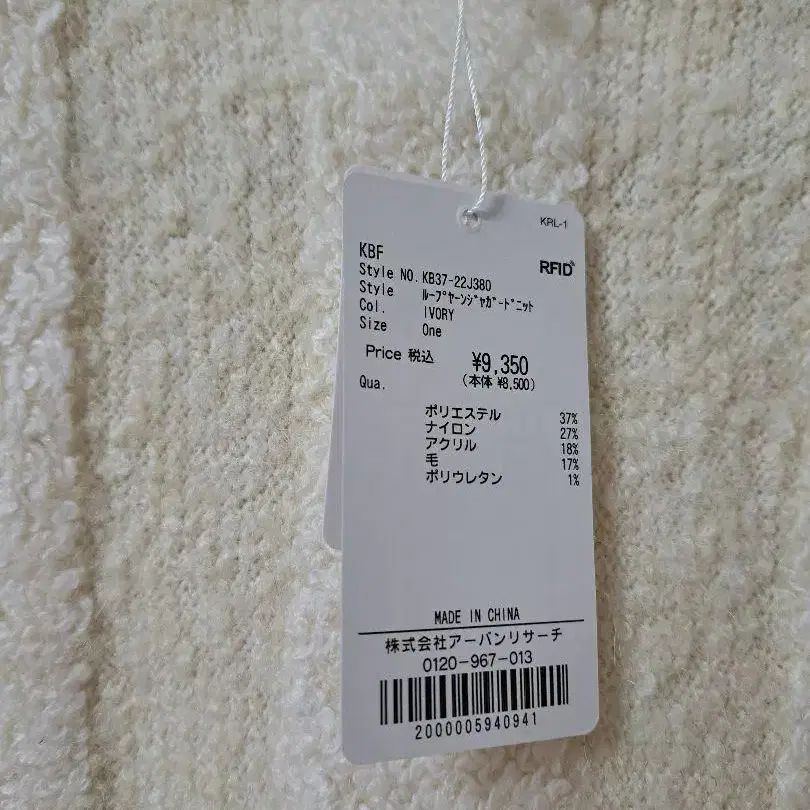 KRL-1
KBF
RFID
Style NO. KB37-22J380
Style ﾙｰﾌﾟﾔｰﾝｼﾞｬｶﾞｰﾄﾞﾆｯﾄ
Col. IVORY
Size One
Price 税込 ¥9,350
(本体 ¥8,500)
Qua.
ポリエステル 37%
ナイロン 27%
アクリル 18%
毛 17%
ポリウレタン 1%
MADE IN CHINA
株式会社アーバンリサーチ
0120-967-013
2000005940941